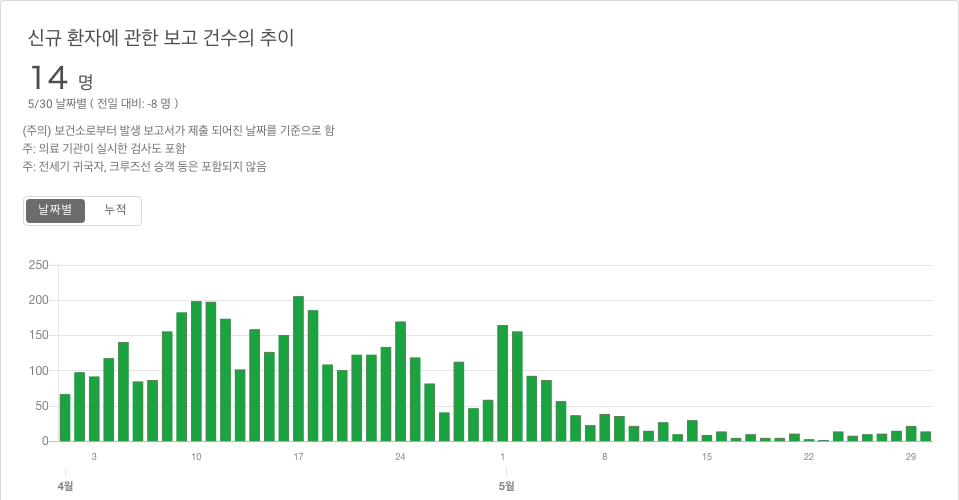 신규 환자에 관한 보고 건수의 추이
14 명
5/30 날짜별 ( 전일 대비: -8 명 )
(주의) 보건소로부터 발생 보고서가 제출 되어진 날짜를 기준으로 함
주: 의료 기관이 실시한 검사도 포함
주: 전세기 귀국자, 크루즈선 승객 등은 포함되지 않음
날짜별 누적
250
200
150
100
50
0
3 10 17 24 1 8 15 22 29
4월 5월